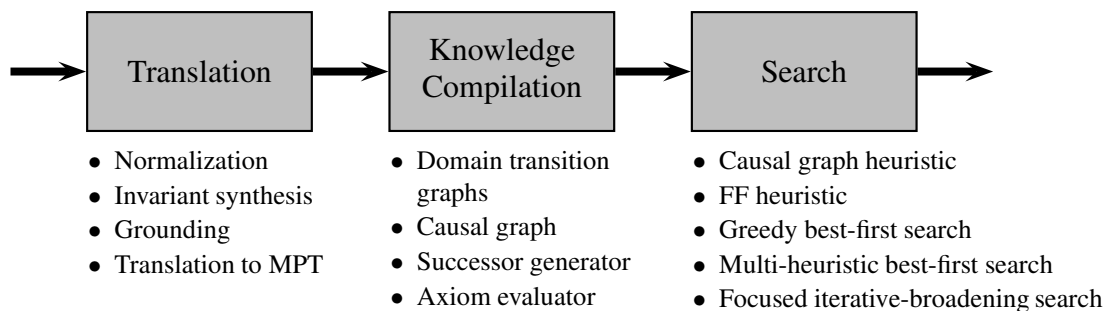 Translation
• Normalization
• Invariant synthesis
• Grounding
• Translation to MPT
Knowledge
Compilation
• Domain transition
graphs
• Causal graph
• Successor generator
• Axiom evaluator
Search
• Causal graph heuristic
• FF heuristic
• Greedy best-first search
• Multi-heuristic best-first search
• Focused iterative-broadening search